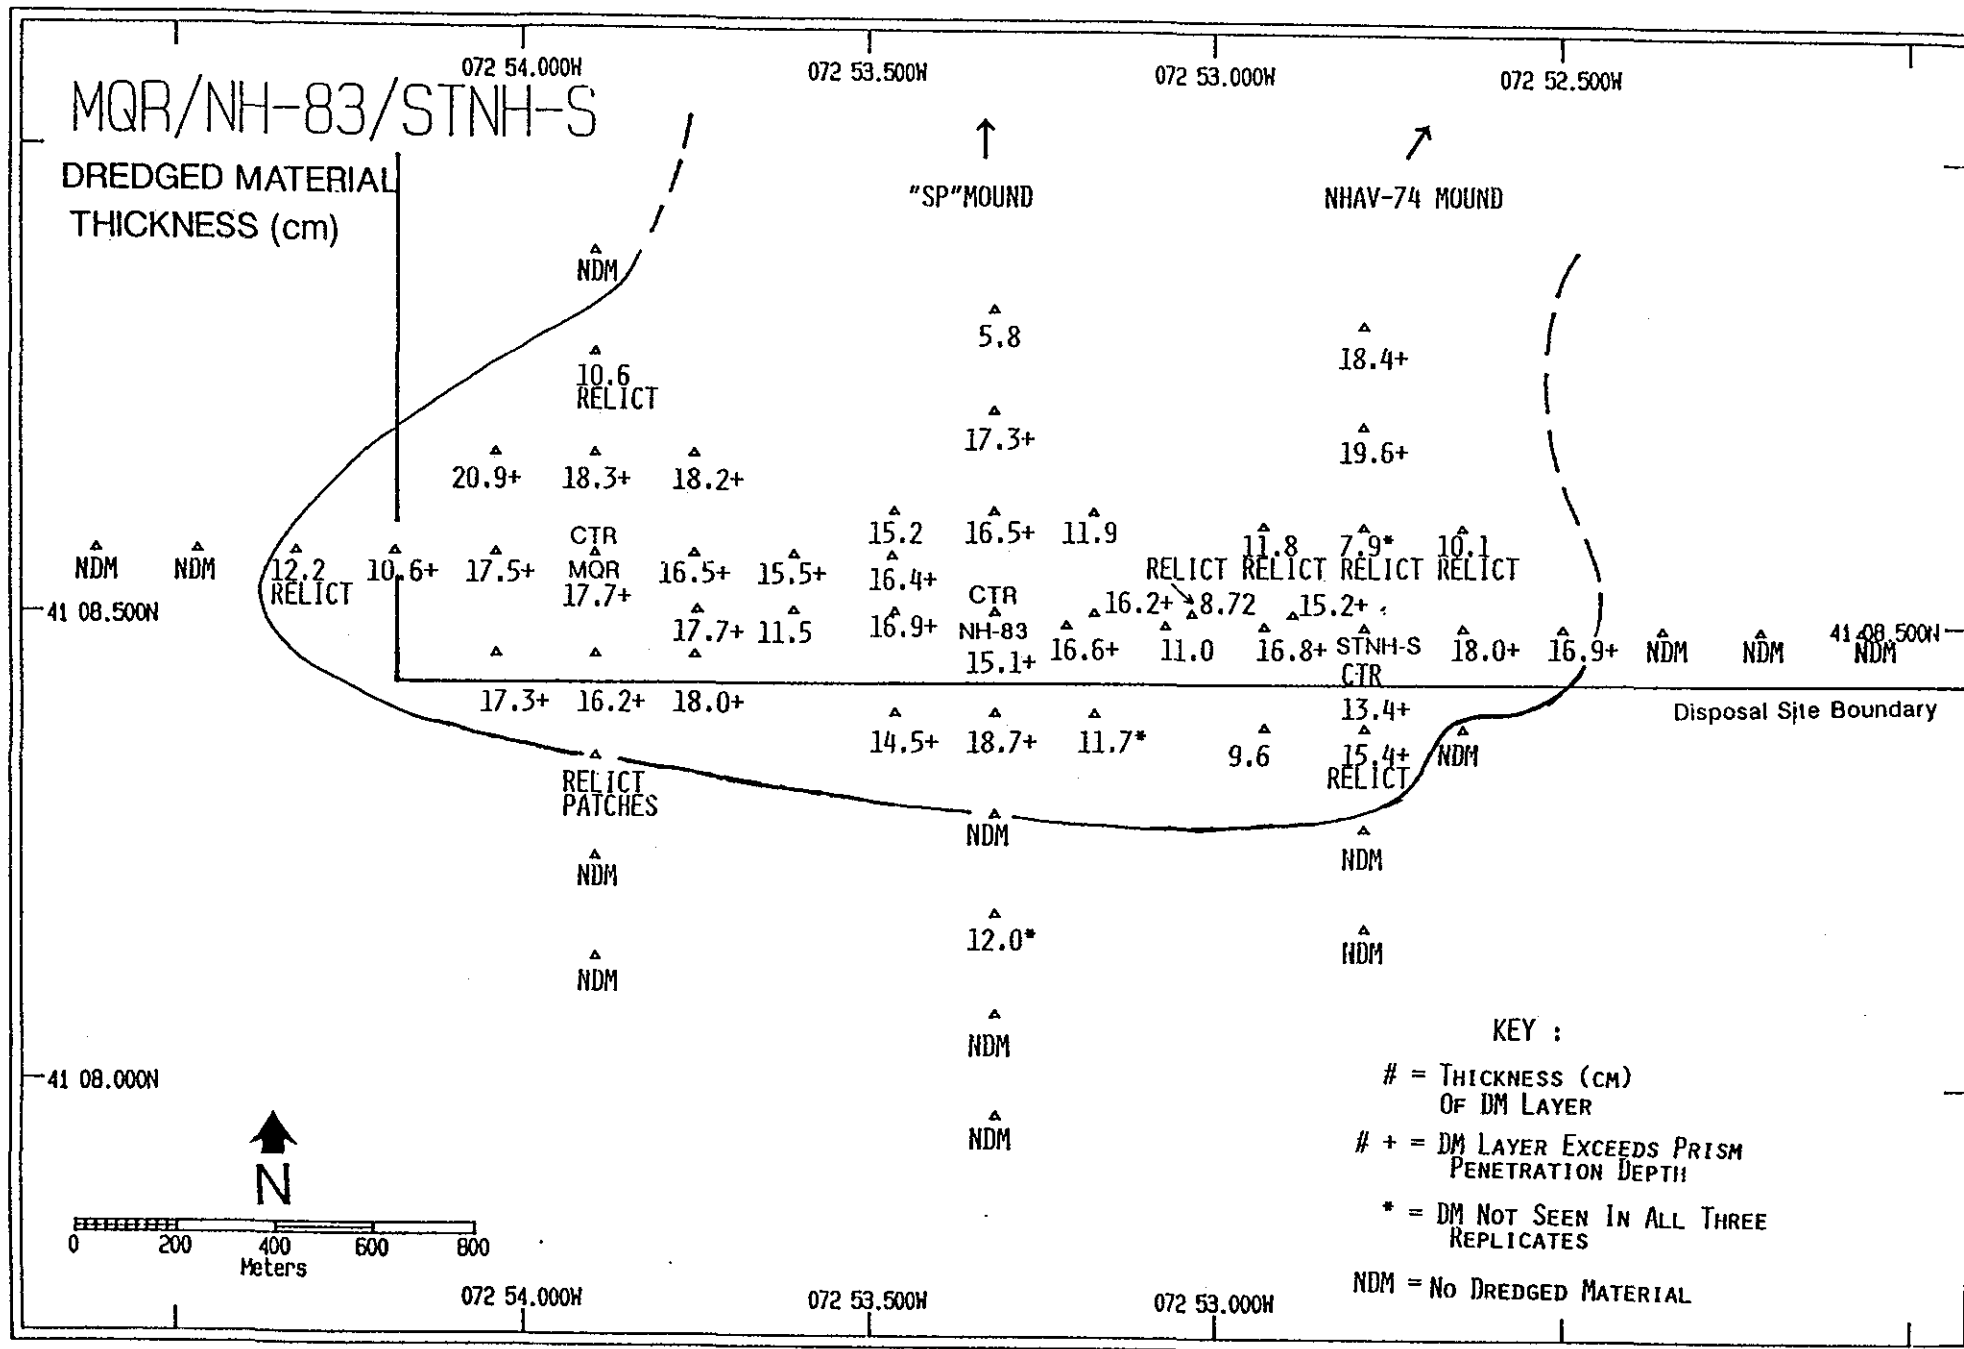 072 54.000W 072 53.500W 072 53.000W 072 52.500W
MQR/NH-83/STNH-S
DREDGED MATERIAL
THICKNESS (cm)
"SP"MOUND NHAV-74 MOUND
NDM
5.8
18.4+
10.6
RELICT
17.3+
19.6+
20.9+ 18.3+ 18.2+
15.2 16.5+ 11.9
11.8 7.9* 10.1
RELICT RELICT RELICT RELICT
CTR
NDM NDM 12.2 10.6+ 17.5+ MQR 16.5+ 15.5+ 16.4+
RELICT 17.7+
CTR
16.2+ 8.72 15.2+
41 08.500N 17.7+ 11.5 16.9+ NH-83 41 08.500N
15.1+ 16.6+ 11.0 16.8+ STNH-S 18.0+ 16.9+ NDM NDM NDM
CTR
17.3+ 16.2+ 18.0+ 13.4+ Disposal Site Boundary
14.5+ 18.7+ 11.7* 9.6 15.4+ NDM
RELICT
RELICT
PATCHES
NDM
NDM
NDM
12.0*
NDM
NDM
NDM
41 08.000N
NDM
KEY :
# = THICKNESS (CM)
OF DM LAYER
# + = DM LAYER EXCEEDS PRISM
PENETRATION DEPTH
* = DM NOT SEEN IN ALL THREE
REPLICATES
NDM = NO DREDGED MATERIAL
N
0 200 400 600 800
Meters
072 54.000W 072 53.500W 072 53.000W